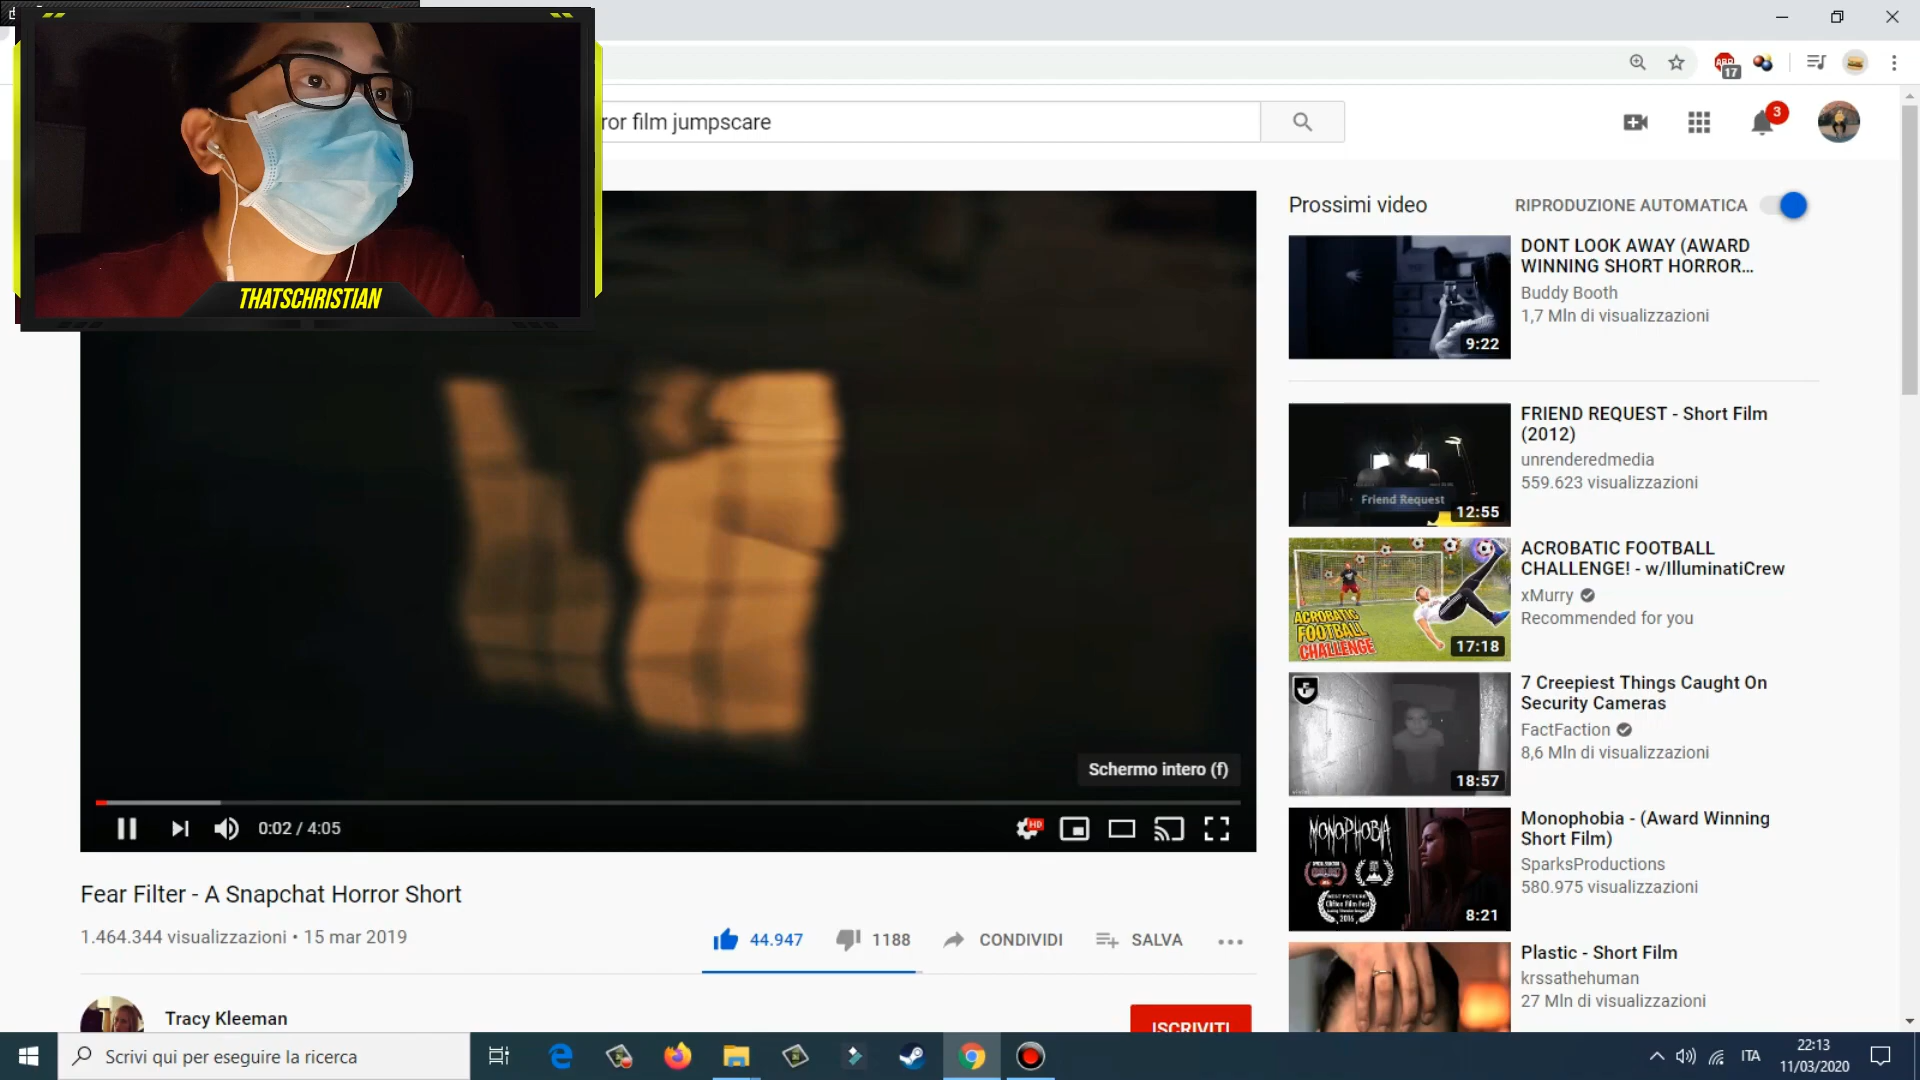 THATSCHRISTIAN
ror film jumpscare
ABP
17
3
Prossimi video
RIPRODUZIONE AUTOMATICA
DONT LOOK AWAY (AWARD
WINNING SHORT HORROR...
Buddy Booth
1,7 Mln di visualizzazioni
9:22
FRIEND REQUEST - Short Film
(2012)
unrenderedmedia
559.623 visualizzazioni
Friend Request
12:55
ACROBATIC FOOTBALL
CHALLENGE! - w/IlluminatiCrew
xMurry
Recommended for you
ACROBATIC
FOOTBALL
CHALLENGE
17:18
7 Creepiest Things Caught On
Security Cameras
FactFaction
8,6 Mln di visualizzazioni
18:57
Monophobia - (Award Winning
Short Film)
SparksProductions
580.975 visualizzazioni
MONOPHOBIA
8:21
Plastic - Short Film
krssathehuman
27 Mln di visualizzazioni
Schermo intero (f)
0:02 / 4:05
HD
Fear Filter - A Snapchat Horror Short
1.464.344 visualizzazioni • 15 mar 2019
44.947
1188
CONDIVIDI
SALVA
Tracy Kleeman
ISCRIVITI
Scrivi qui per eseguire la ricerca
ITA
22:13
11/03/2020